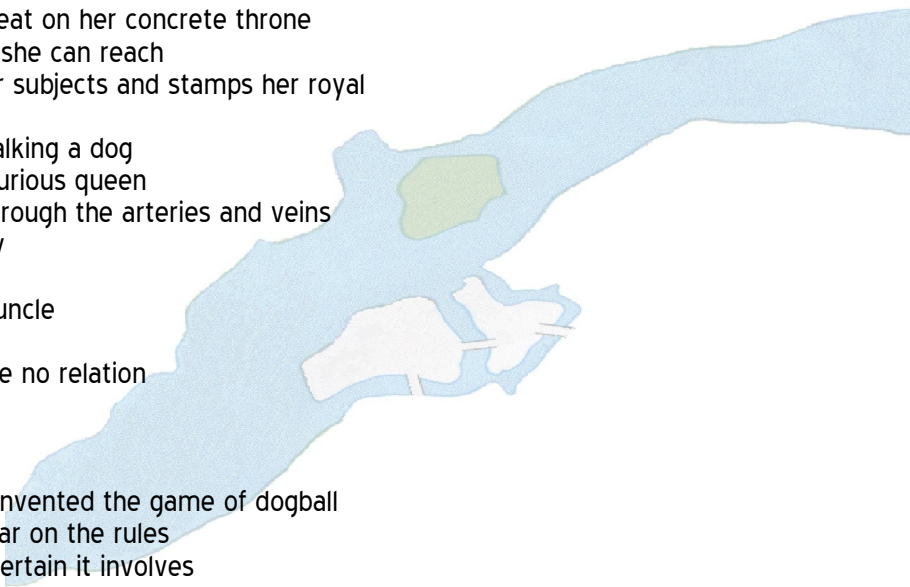 eat on her concrete throne
she can reach
r subjects and stamps her royal
alking a dog
urious queen
rough the arteries and veins
y
uncle
e no relation
nvented the game of dogball
ar on the rules
ertain it involves